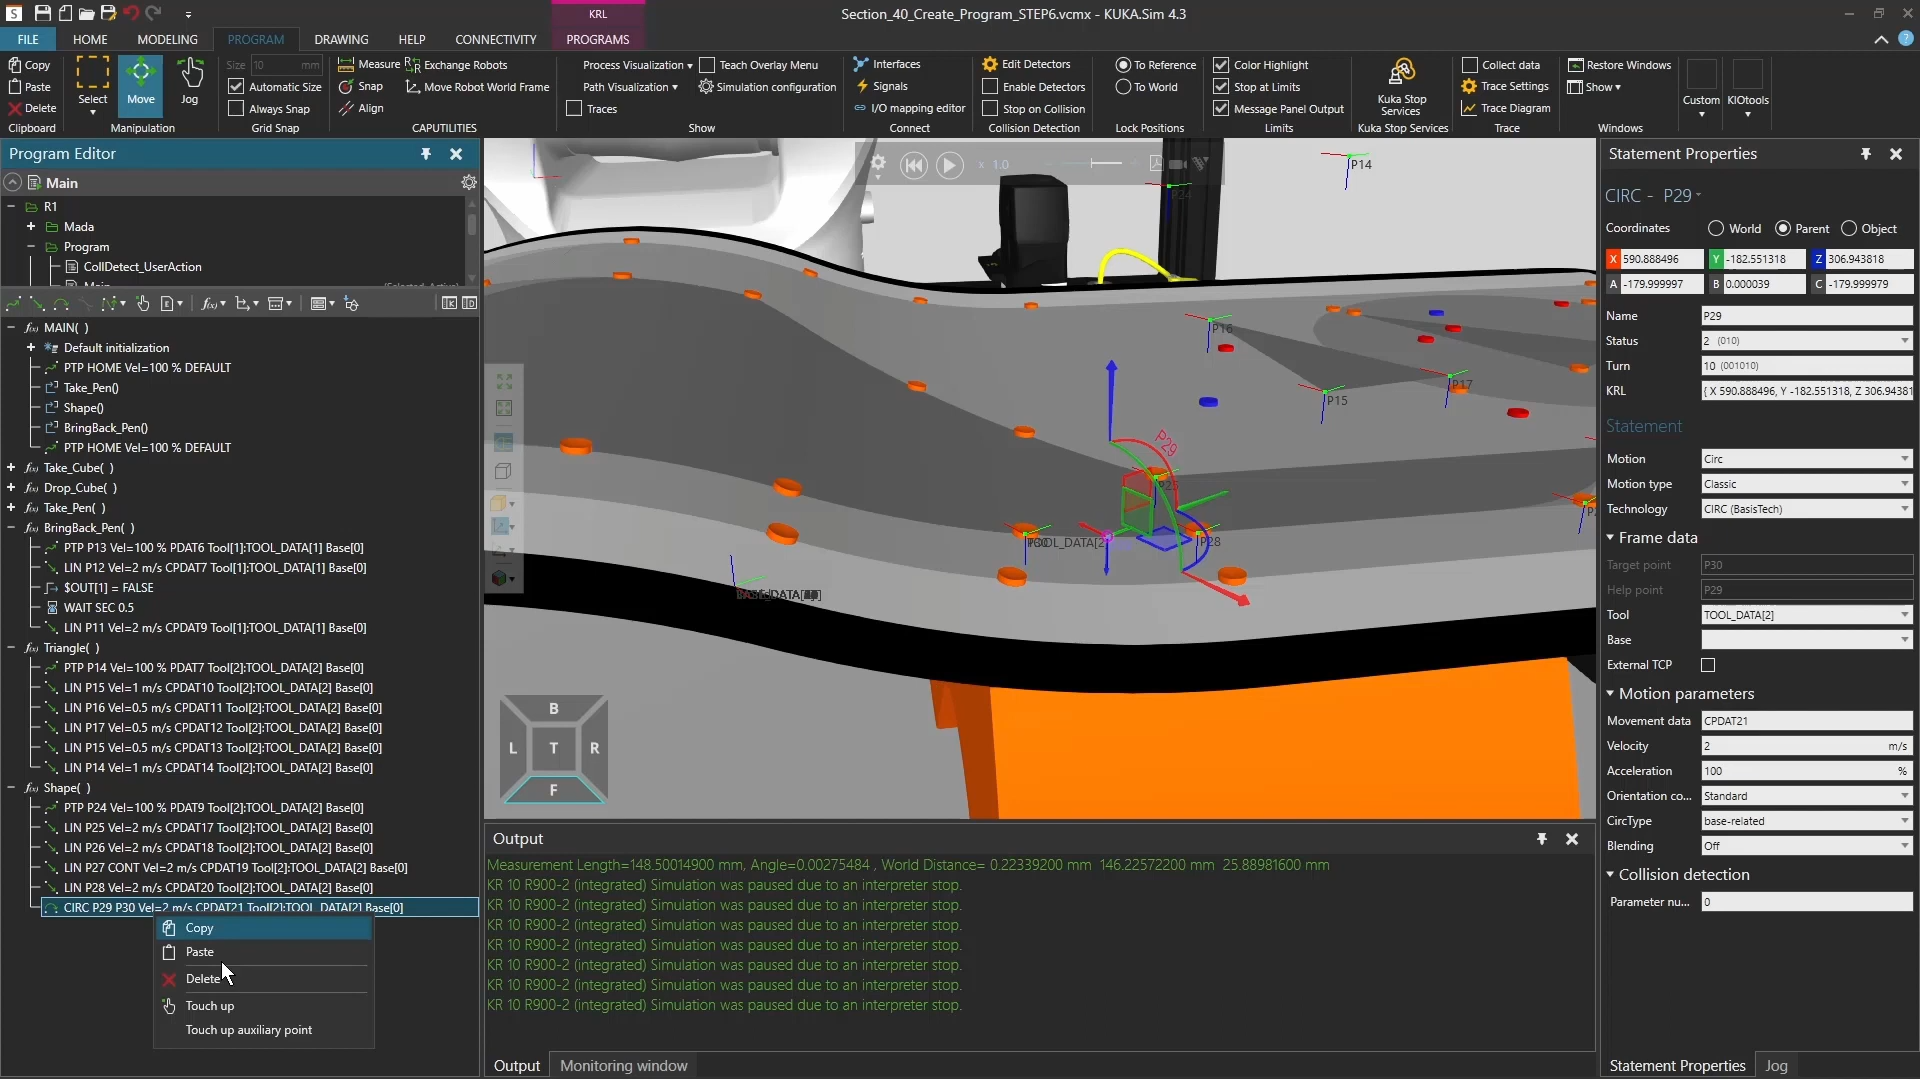 Section_40_Create_Program_STEP6.vcmx - KUKA.Sim 4.3
KRL
FILE HOME MODELING PROGRAM DRAWING HELP CONNECTIVITY PROGRAMS
Copy
Paste
Delete
Clipboard
Select Move Jog
Manipulation
Size 10 mm
Automatic Size
Always Snap
Grid Snap
Measure Exchange Robots
Snap Move Robot World Frame
Align
CAPUTILITIES
Process Visualization Teach Overlay Menu
Path Visualization Simulation configuration
Traces
Show
Interfaces
Signals
I/O mapping editor
Connect
Edit Detectors
Enable Detectors
Stop on Collision
Collision Detection
To Reference
To World
Lock Positions
Color Highlight
Stop at Limits
Message Panel Output
Limits
Kuka Stop Services
Kuka Stop Services
Collect data
Trace Settings
Trace Diagram
Trace
Restore Windows
Show
Windows
Custom
KIOtools
Program Editor
Main
R1
Mada
Program
CollDetect_UserAction
MAIN( )
Default initialization
PTP HOME Vel=100 % DEFAULT
Take_Pen()
Shape()
BringBack_Pen()
PTP HOME Vel=100 % DEFAULT
Take_Cube( )
Drop_Cube( )
Take_Pen( )
BringBack_Pen( )
PTP P13 Vel=100 % PDAT6 Tool[1]:TOOL_DATA[1] Base[0]
LIN P12 Vel=2 m/s CPDAT7 Tool[1]:TOOL_DATA[1] Base[0]
$OUT[1] = FALSE
WAIT SEC 0.5
LIN P11 Vel=2 m/s CPDAT9 Tool[1]:TOOL_DATA[1] Base[0]
Triangle( )
PTP P14 Vel=100 % PDAT7 Tool[2]:TOOL_DATA[2] Base[0]
LIN P15 Vel=1 m/s CPDAT10 Tool[2]:TOOL_DATA[2] Base[0]
LIN P16 Vel=0.5 m/s CPDAT11 Tool[2]:TOOL_DATA[2] Base[0]
LIN P17 Vel=0.5 m/s CPDAT12 Tool[2]:TOOL_DATA[2] Base[0]
LIN P15 Vel=0.5 m/s CPDAT13 Tool[2]:TOOL_DATA[2] Base[0]
LIN P14 Vel=1 m/s CPDAT14 Tool[2]:TOOL_DATA[2] Base[0]
Shape( )
PTP P24 Vel=100 % PDAT9 Tool[2]:TOOL_DATA[2] Base[0]
LIN P25 Vel=2 m/s CPDAT17 Tool[2]:TOOL_DATA[2] Base[0]
LIN P26 Vel=2 m/s CPDAT18 Tool[2]:TOOL_DATA[2] Base[0]
LIN P27 CONT Vel=2 m/s CPDAT19 Tool[2]:TOOL_DATA[2] Base[0]
LIN P28 Vel=2 m/s CPDAT20 Tool[2]:TOOL_DATA[2] Base[0]
CIRC P29 P30 Vel=2 m/s CPDAT21 Tool[2]:TOOL_DATA[2] Base[0]
Copy
Paste
Delete
Touch up
Touch up auxiliary point
x 1.0
P14
P24
P16
P17
P15
P29
P25
P28
TOOL_DATA[2
B
L T R
F
Output
Measurement Length=148.50014900 mm, Angle=0.00275484 , World Distance= 0.22339200 mm 146.22572200 mm 25.88981600 mm
KR 10 R900-2 (integrated) Simulation was paused due to an interpreter stop.
KR 10 R900-2 (integrated) Simulation was paused due to an interpreter stop.
KR 10 R900-2 (integrated) Simulation was paused due to an interpreter stop.
KR 10 R900-2 (integrated) Simulation was paused due to an interpreter stop.
KR 10 R900-2 (integrated) Simulation was paused due to an interpreter stop.
KR 10 R900-2 (integrated) Simulation was paused due to an interpreter stop.
KR 10 R900-2 (integrated) Simulation was paused due to an interpreter stop.
Output Monitoring window
Statement Properties
CIRC - P29
Coordinates World Parent Object
X 590.888496 Y -182.551318 Z 306.943818
A -179.999997 B 0.000039 C -179.999979
Name P29
Status 2 (010)
Turn 10 (001010)
KRL { X 590.888496, Y -182.551318, Z 306.94381
Statement
Motion Circ
Motion type Classic
Technology CIRC (BasisTech)
Frame data
Target point P30
Help point P29
Tool TOOL_DATA[2]
Base
External TCP
Motion parameters
Movement data CPDAT21
Velocity 2 m/s
Acceleration 100 %
Orientation co... Standard
CircType base-related
Blending Off
Collision detection
Parameter nu... 0
Statement Properties Jog